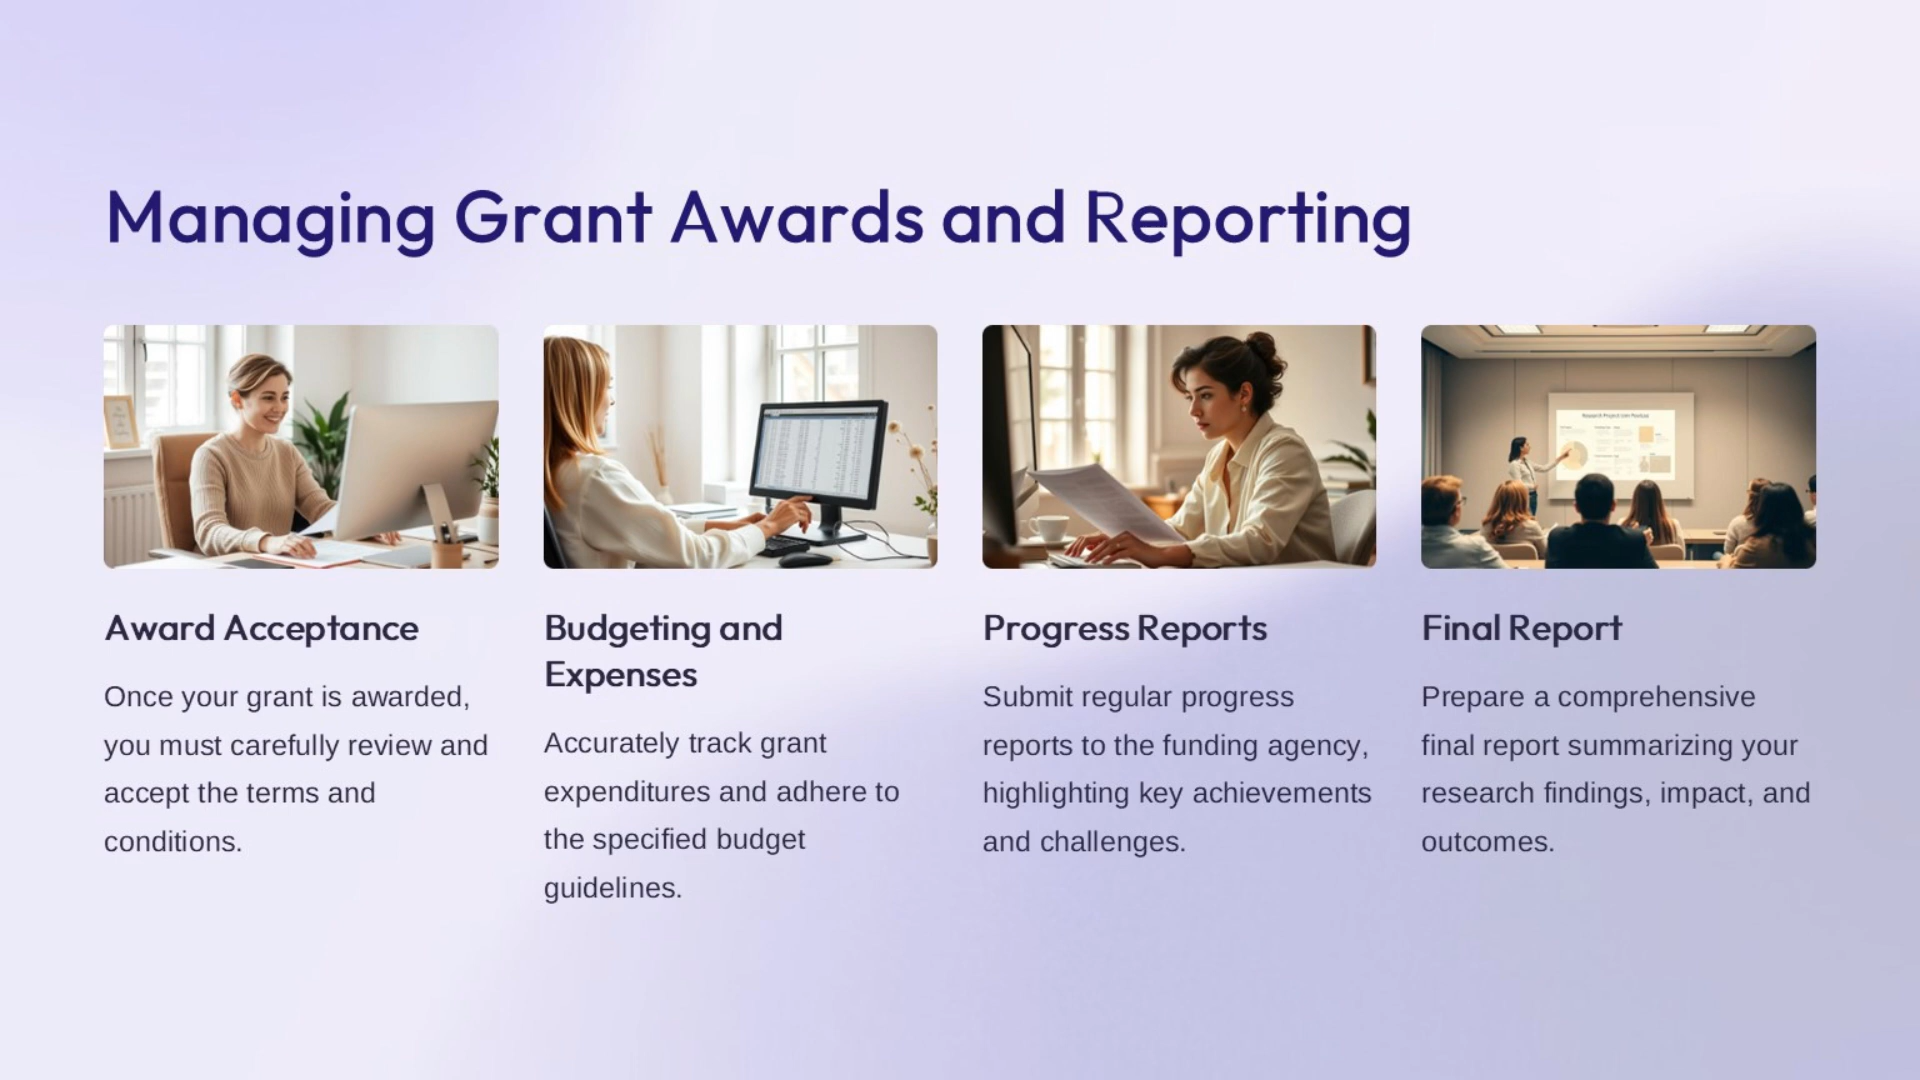 Managing Grant Awards and Reporting
Award Acceptance
Once your grant is awarded,
you must carefully review and
accept the terms and
conditions.
Budgeting and
Expenses
Accurately track grant
expenditures and adhere to
the specified budget
guidelines.
Progress Reports
Submit regular progress
reports to the funding agency,
highlighting key achievements
and challenges.
Final Report
Prepare a comprehensive
final report summarizing your
research findings, impact, and
outcomes.